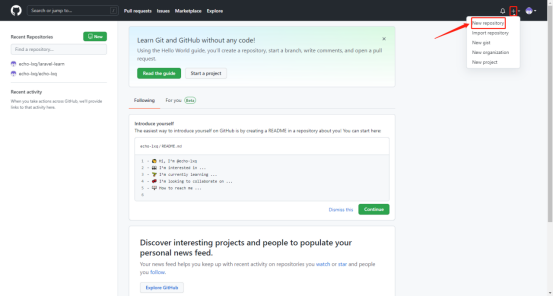 Search or jump to...
Pull requests Issues Marketplace Explore
New repository
Import repository
New gist
New organization
New project
Recent Repositories
New
Find a repository...
echo-lxq/laravel-learn
echo-lxq/echo-lxq
Recent activity
When you take actions across GitHub, we'll provide
links to that activity here.
Learn Git and GitHub without any code!
Using the Hello World guide, you'll create a repository, start a branch, write comments, and open a pull
request.
Read the guide
Start a project
Following
For you Beta
Introduce yourself
The easiest way to introduce yourself on GitHub is by creating a README in a repository about you! You can start here:
echo-lxq/README.md
1 - Hi, I'm @echo-lxq
2 - I'm interested in ...
3 - I'm currently learning ...
4 - I'm looking to collaborate on ...
5 - How to reach me ...
6
Dismiss this
Continue
Discover interesting projects and people to populate your
personal news feed.
Your news feed helps you keep up with recent activity on repositories you watch or star and people
you follow.
Explore GitHub